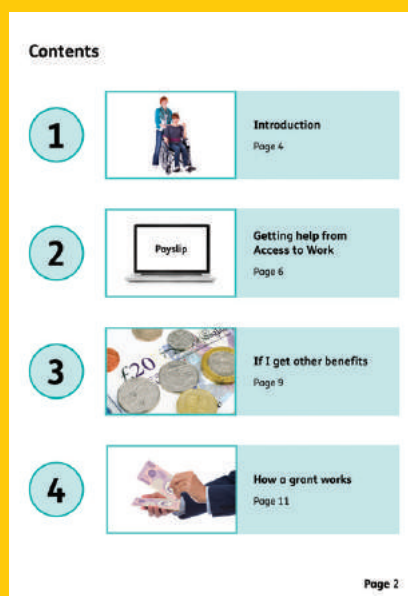 Contents
1
Introduction
Page 4
2
Payslip
Getting help from
Access to Work
Page 6
3
£20
If I get other benefits
Page 9
4
How a grant works
Page 11
Page 2